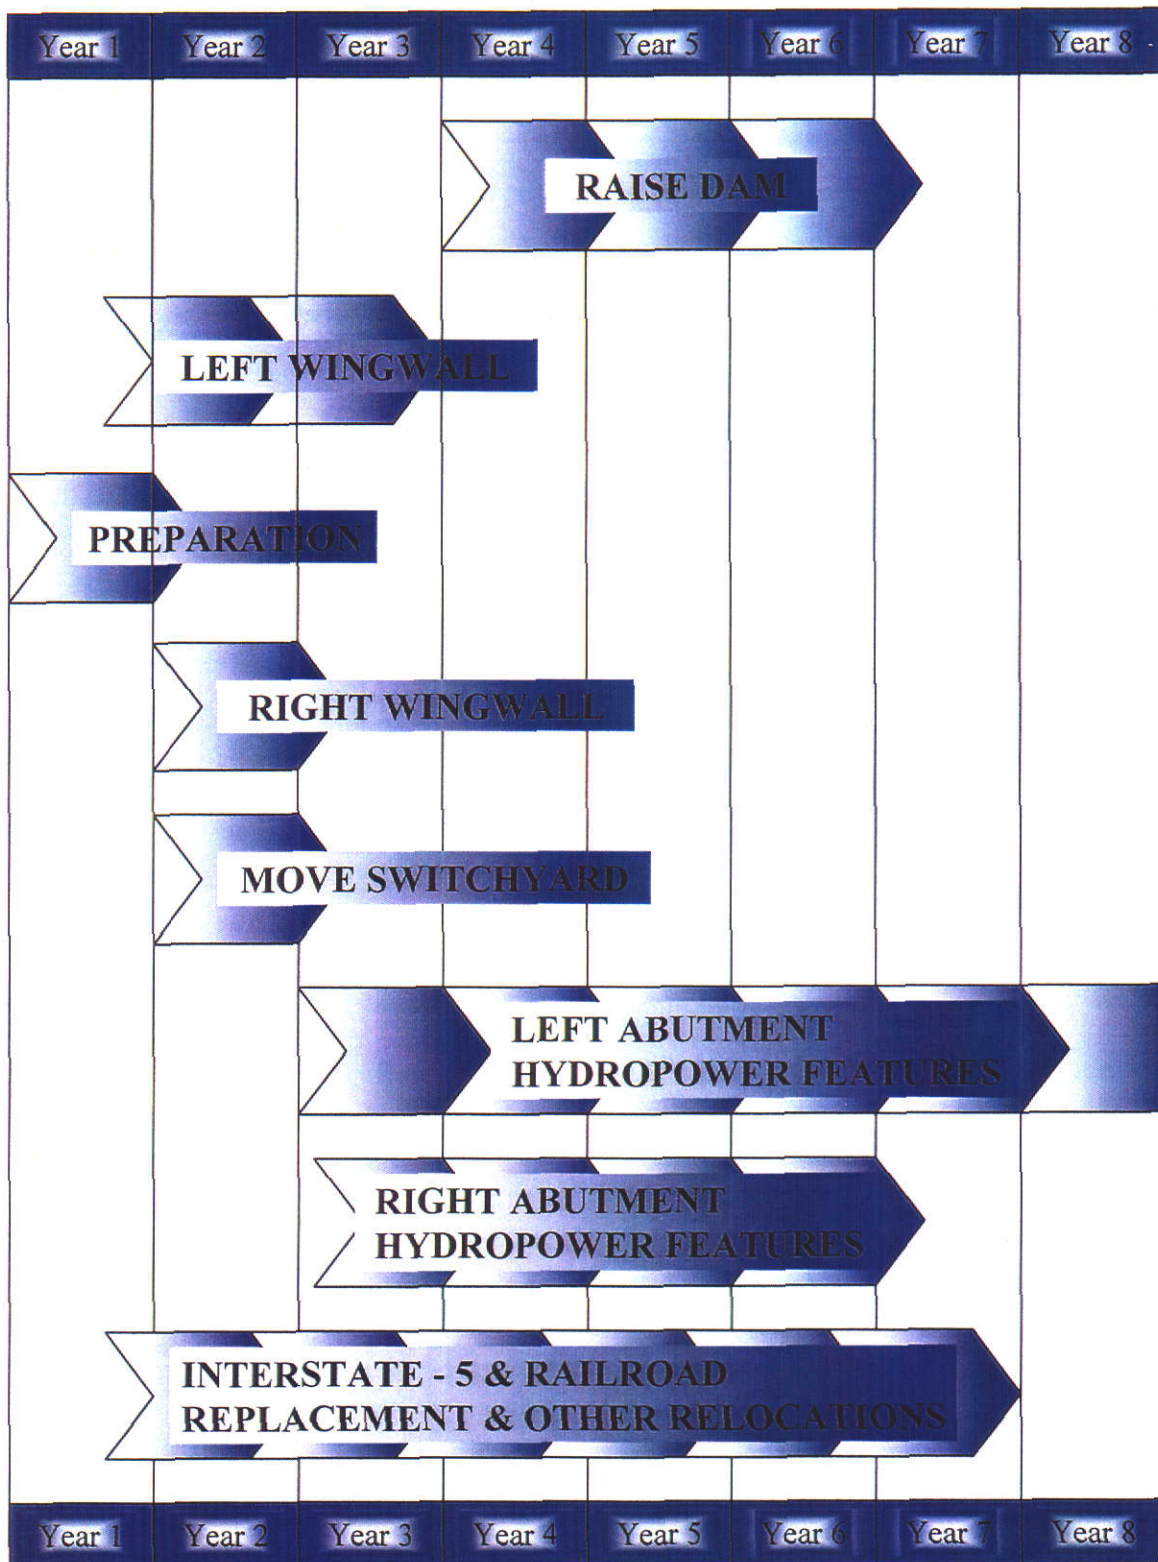 Year 1 Year 2 Year 3 Year 4 Year 5 Year 6 Year 7 Year 8
RAISE DAM
LEFT WINGWALL
PREPARATION
RIGHT WINGWALL
MOVE SWITCHYARD
LEFT ABUTMENT
HYDROPOWER FEATURES
RIGHT ABUTMENT
HYDROPOWER FEATURES
INTERSTATE - 5 & RAILROAD
REPLACEMENT & OTHER RELOCATIONS
Year 1 Year 2 Year 3 Year 4 Year 5 Year 6 Year 7 Year 8